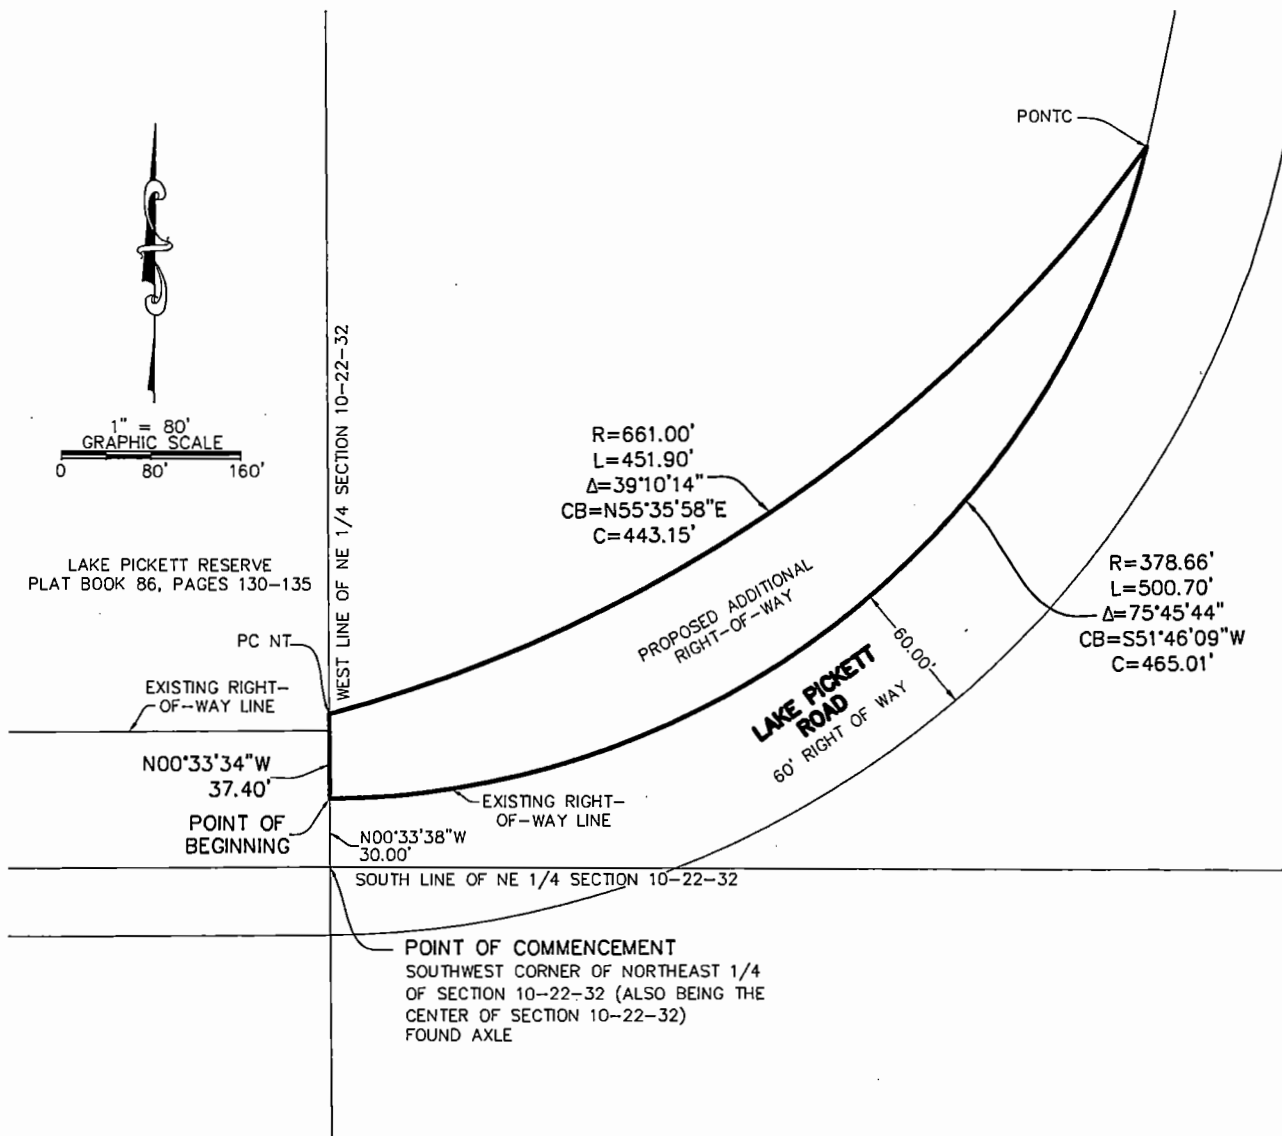 PONTC
1" = 80'
GRAPHIC SCALE
0 80' 160'
WEST LINE OF NE 1/4 SECTION 10-22-32
R=661.00'
L=451.90'
Δ=39°10'14"
CB=N55°35'58"E
C=443.15'
LAKE PICKETT RESERVE
PLAT BOOK 86, PAGES 130-135
R=378.66'
L=500.70'
Δ=75°45'44"
CB=S51°46'09"W
C=465.01'
PROPOSED ADDITIONAL
RIGHT-OF-WAY
PC NT
60.00'
LAKE PICKETT
ROAD
60' RIGHT OF WAY
EXISTING RIGHT-
OF-WAY LINE
N00°33'34"W
37.40'
EXISTING RIGHT-
OF-WAY LINE
POINT OF
BEGINNING
N00°33'38"W
30.00'
SOUTH LINE OF NE 1/4 SECTION 10-22-32
POINT OF COMMENCEMENT
SOUTHWEST CORNER OF NORTHEAST 1/4
OF SECTION 10-22-32 (ALSO BEING THE
CENTER OF SECTION 10-22-32)
FOUND AXLE